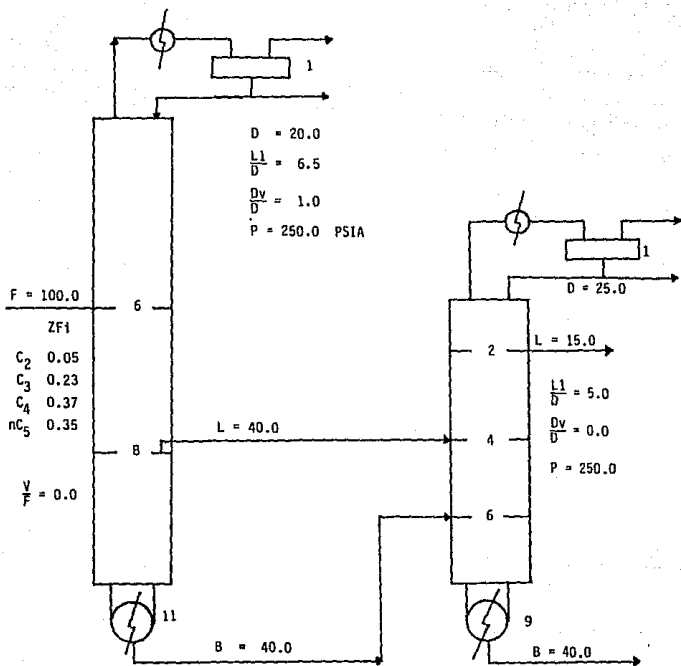 1
D = 20.0
L1/D = 6.5
Dv/D = 1.0
P = 250.0 PSIA
F = 100.0
6
ZFi
C2 0.05
C3 0.23
C4 0.37
nC5 0.35
V/F = 0.0
8
L = 40.0
11
B = 40.0
1
D = 25.0
2
L = 15.0
L1/D = 5.0
Dv/D = 0.0
4
P = 250.0
6
9
B = 40.0